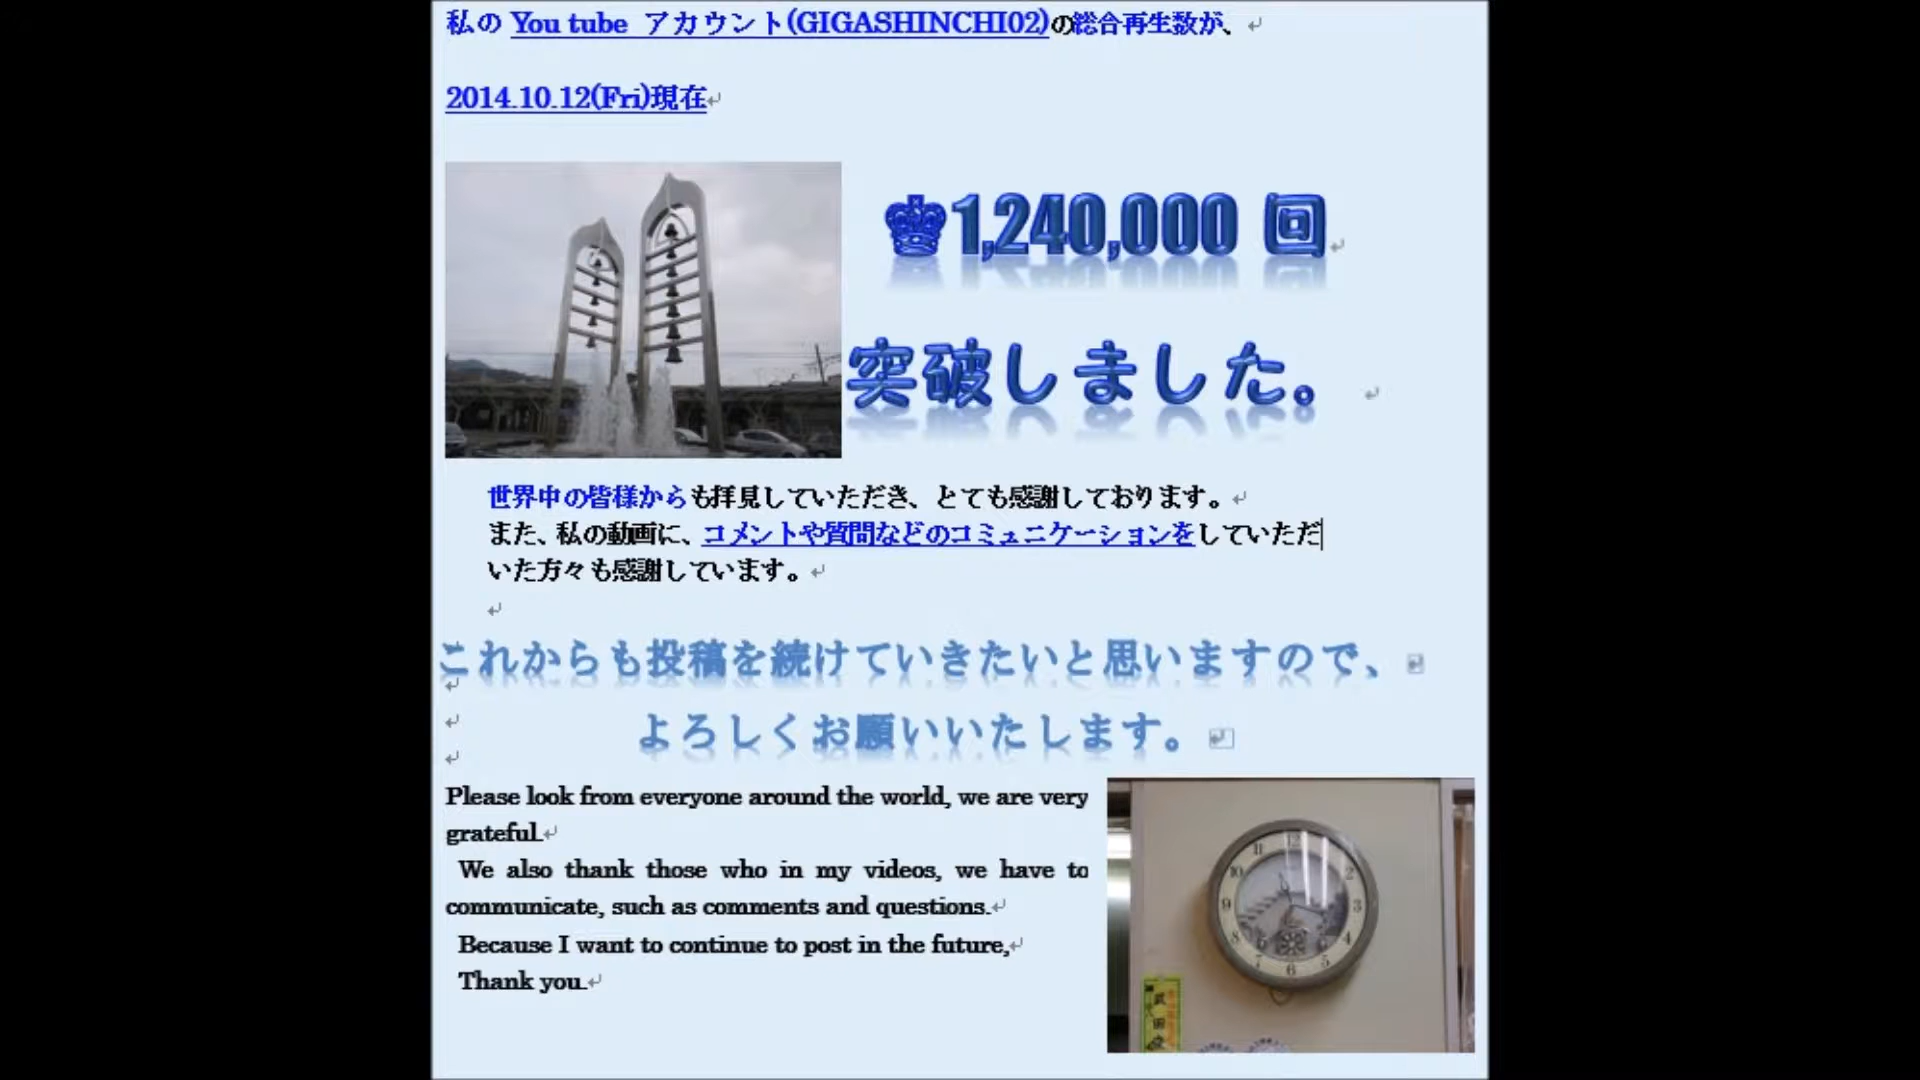 私の You tube アカウント(GIGASHINCHI02)の総合再生数が、
2014.10.12(Fri)現在
♚1,240,000 回
突破しました。
世界中の皆様からも拝見していただき、とても感謝しております。
また、私の動画に、コメントや質問などのコミュニケーションをしていただ
いた方々も感謝しています。
これからも投稿を続けていきたいと思いますので、
よろしくお願いいたします。
Please look from everyone around the world, we are very
grateful.
We also thank those who in my videos, we have to
communicate, such as comments and questions.
Because I want to continue to post in the future,
Thank you.